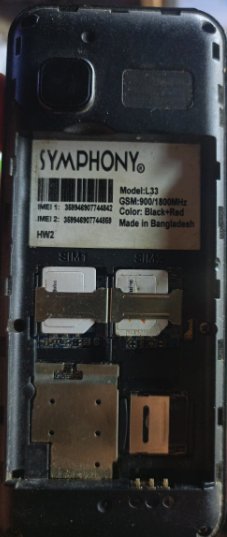 SYMPHONY®
Model:L33
IMEI 1: 359946907744842
GSM:900/1800MHz
Color: Black+Red
IMEI 2: 359946907744859
Made in Bangladesh
HW2
SIM1
SIM2